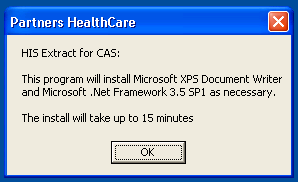 Partners HealthCare
HIS Extract for CAS:
This program will install Microsoft XPS Document Writer
and Microsoft .Net Framework 3.5 SP1 as necessary.
The install will take up to 15 minutes
OK